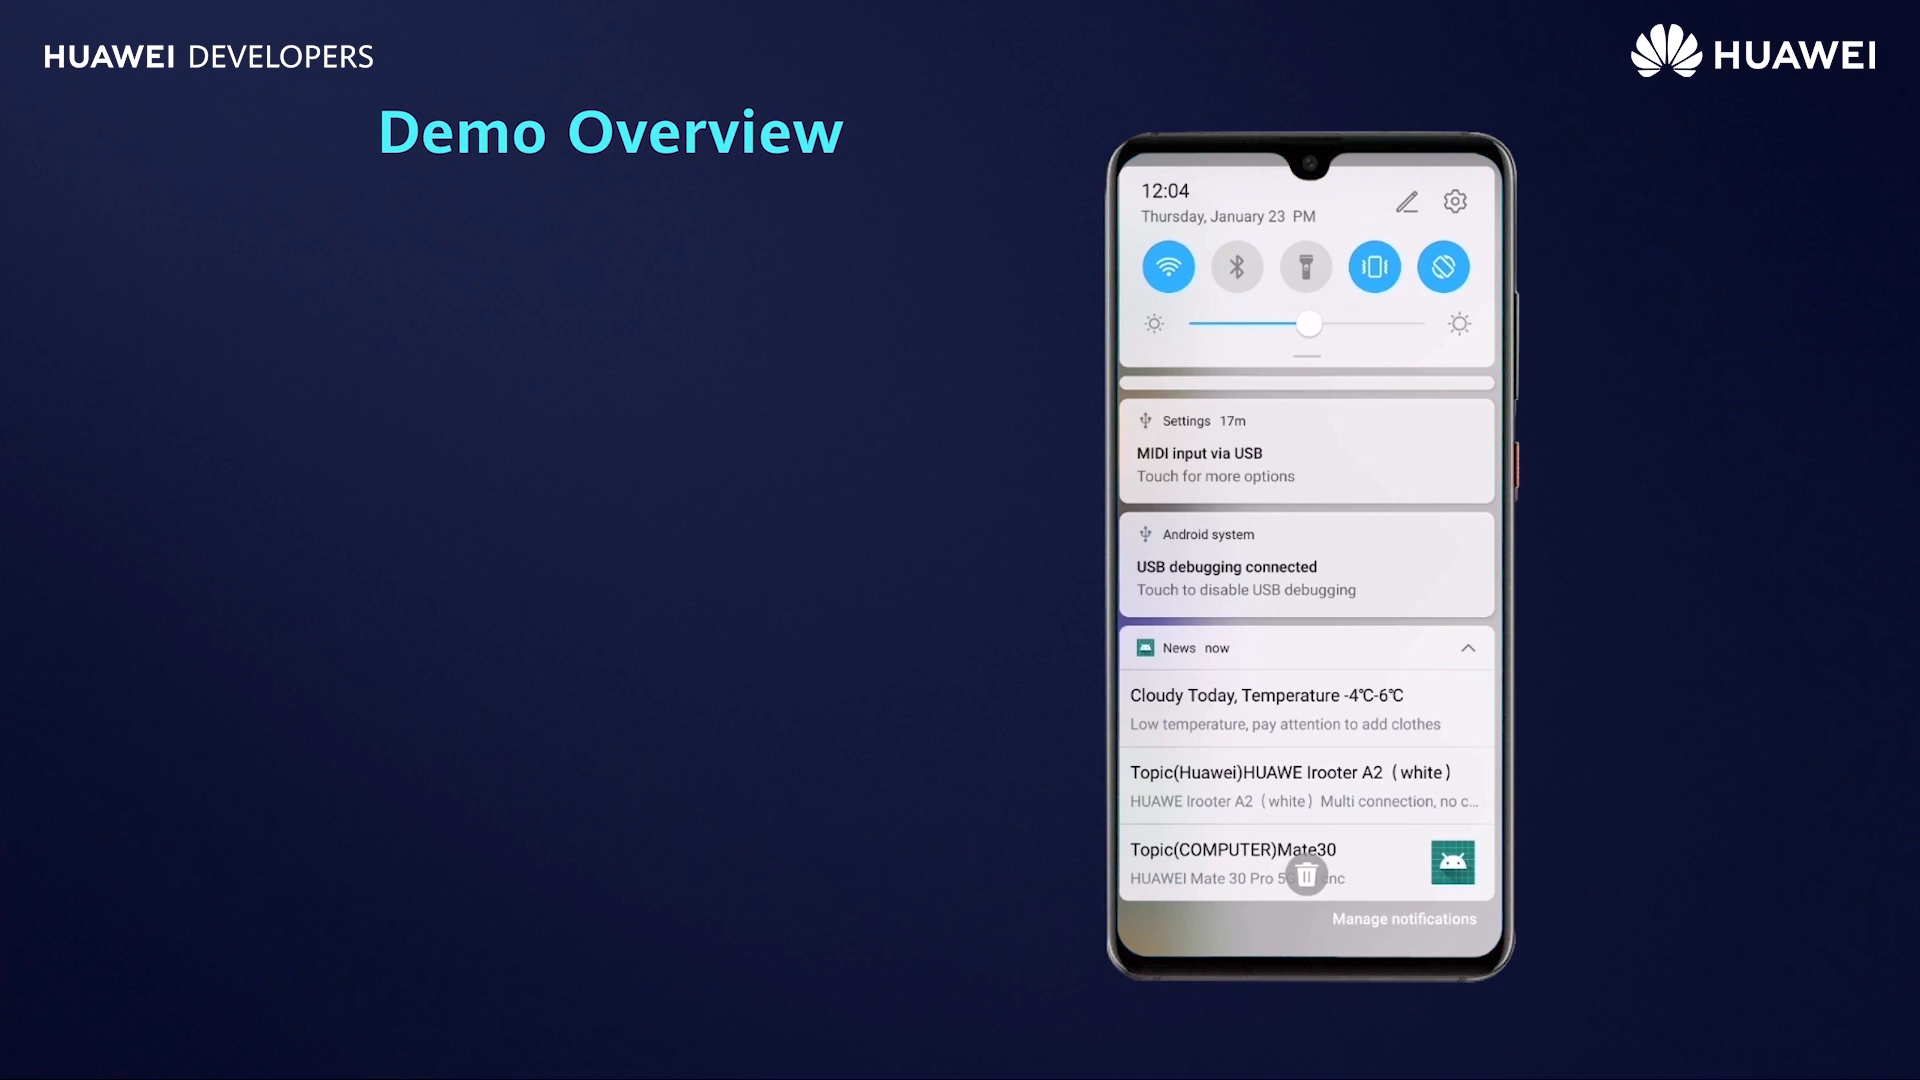 HUAWEI DEVELOPERS
HUAWEI
Demo Overview
12:04
Thursday, January 23 PM
Settings 17m
MIDI input via USB
Touch for more options
Android system
USB debugging connected
Touch to disable USB debugging
News now
Cloudy Today, Temperature -4℃-6℃
Low temperature, pay attention to add clothes
Topic(Huawei)HUAWE Irooter A2（white）
HUAWE Irooter A2（white）Multi connection, no c...
Topic(COMPUTER)Mate30
HUAWEI Mate 30 Pro
Manage notifications